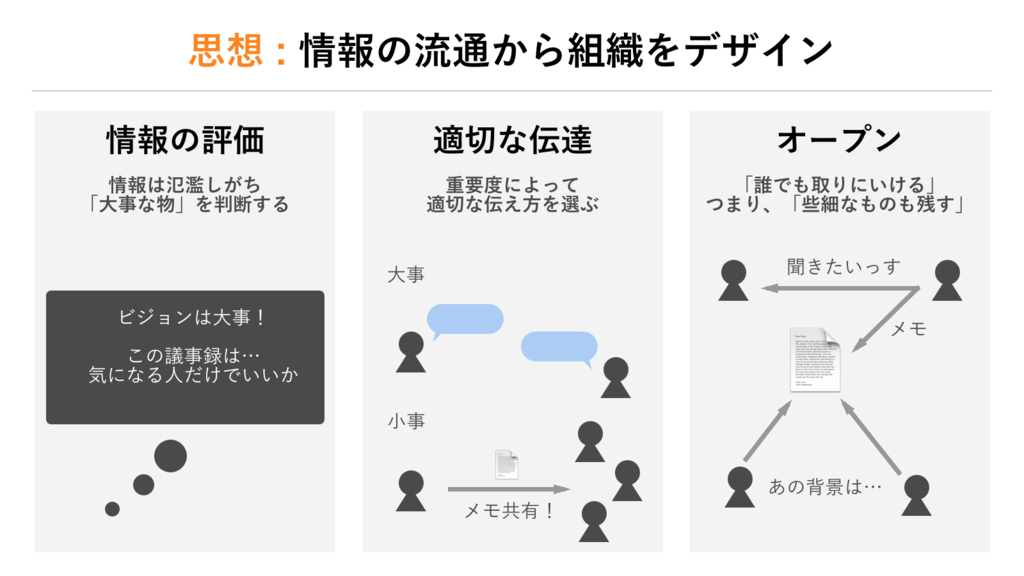 思想 : 情報の流通から組織をデザイン
情報の評価
情報は氾濫しがち
「大事な物」を判断する
ビジョンは大事！
この議事録は…
気になる人だけでいいか
適切な伝達
重要度によって
適切な伝え方を選ぶ
大事
小事
メモ共有！
オープン
「誰でも取りにいける」
つまり、「些細なものも残す」
聞きたいっす
メモ
あの背景は…